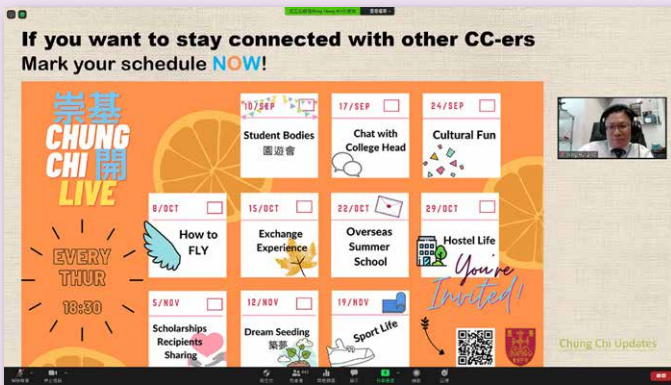 If you want to stay connected with other CC-ers
Mark your schedule NOW!
崇基
CHUNG
CHI 開
LIVE
EVERY
THUR
18:30
10/SEP
Student Bodies
園遊會
17/SEP
Chat with
College Head
24/SEP
Cultural Fun
8/OCT
How to
FLY
15/OCT
Exchange
Experience
22/OCT
Overseas
Summer
School
29/OCT
Hostel Life
You're
Invited!
5/NOV
Scholarships
Recipients
Sharing
12/NOV
Dream Seeding
築夢
19/NOV
Sport Life
Chung Chi Updates